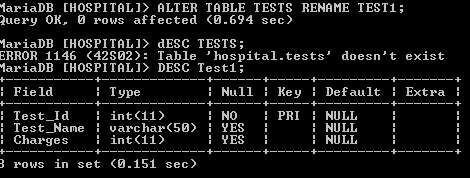 MariaDB [HOSPITAL]> ALTER TABLE TESTS RENAME TEST1;
Query OK, 0 rows affected (0.694 sec)
MariaDB [HOSPITAL]> dESC TESTS;
ERROR 1146 (42S02): Table 'hospital.tests' doesn't exist
MariaDB [HOSPITAL]> DESC Test1;
| Field | Type | Null | Key | Default | Extra |
| Test_Id | int(11) | NO | PRI | NULL | |
| Test_Name | varchar(50) | YES | | NULL | |
| Charges | int(11) | YES | | NULL | |
3 rows in set (0.151 sec)